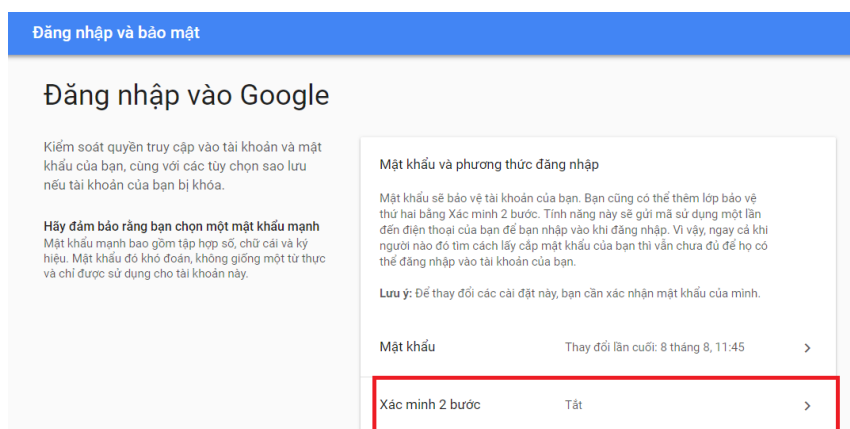 Đăng nhập và bảo mật
Đăng nhập vào Google
Kiểm soát quyền truy cập vào tài khoản và mật
khẩu của bạn, cùng với các tùy chọn sao lưu
nếu tài khoản của bạn bị khóa.
Hãy đảm bảo rằng bạn chọn một mật khẩu mạnh
Mật khẩu mạnh bao gồm tập hợp số, chữ cái và ký
hiệu. Mật khẩu đó khó đoán, không giống một từ thực
và chỉ được sử dụng cho tài khoản này.
Mật khẩu và phương thức đăng nhập
Mật khẩu sẽ bảo vệ tài khoản của bạn. Bạn cũng có thể thêm lớp bảo vệ
thứ hai bằng Xác minh 2 bước. Tính năng này sẽ gửi mã sử dụng một lần
đến điện thoại của bạn để bạn nhập vào khi đăng nhập. Vì vậy, ngay cả khi
người nào đó tìm cách lấy cắp mật khẩu của bạn thì vẫn chưa đủ để họ có
thể đăng nhập vào tài khoản của bạn.
Lưu ý: Để thay đổi các cài đặt này, bạn cần xác nhận mật khẩu của mình.
Mật khẩu Thay đổi lần cuối: 8 tháng 8, 11:45
Xác minh 2 bước Tắt